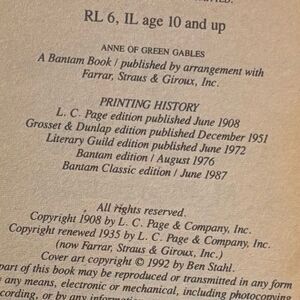 RL 6, IL age 10 and up
ANNE OF GREEN GABLES
A Bantam Book / published by arrangement with
Farrar, Straus & Giroux, Inc.
PRINTING HISTORY
L. C. Page edition published June 1908
Grosset & Dunlap edition published December 1951
Literary Guild edition published June 1972
Bantam edition / August 1976
Bantam Classic edition / June 1987
All rights reserved.
Copyright 1908 by L. C. Page & Company, Inc.
Copyright renewed 1935 by L. C. Page & Company, Inc.
(now Farrar, Straus & Giroux, Inc.)
Cover art copyright © 1992 by Ben Stahl.
part of this book may be reproduced or transmitted in any form
any means, electronic or mechanical, including photocopying
cording, or by any information